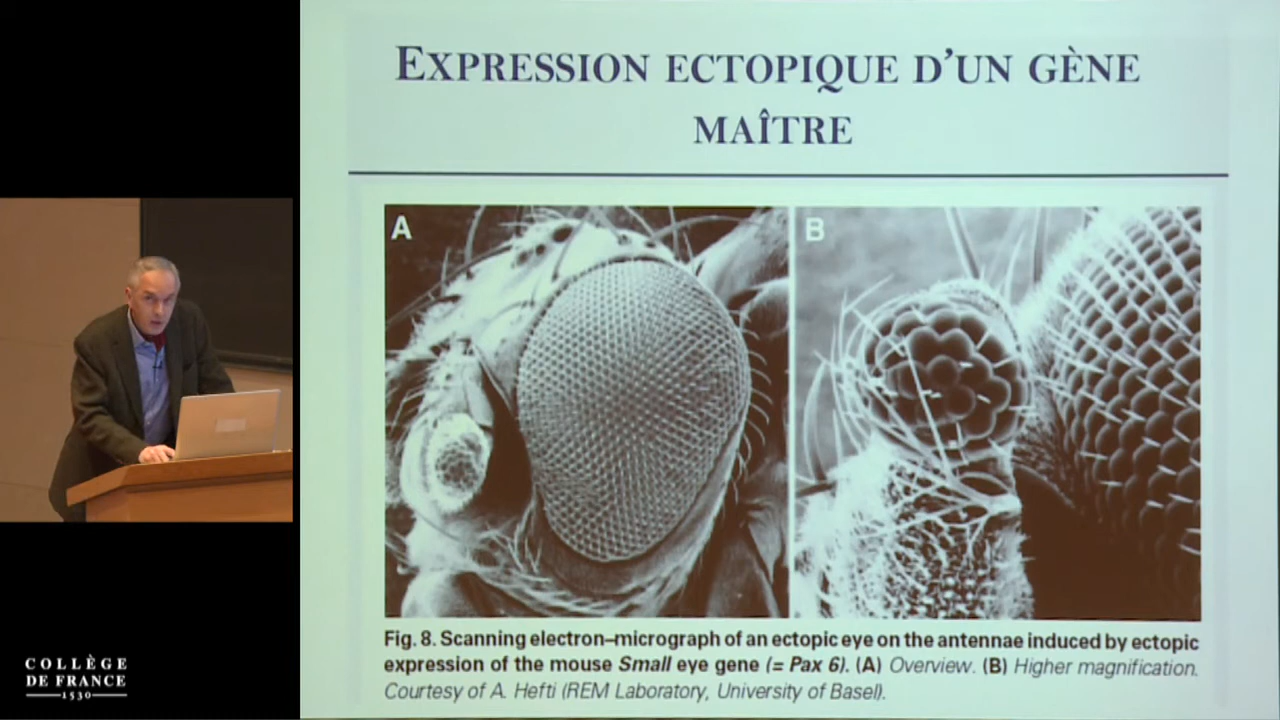 EXPRESSION ECTOPIQUE D'UN GÈNE
MAÎTRE
A
B
Fig. 8. Scanning electron–micrograph of an ectopic eye on the antennae induced by ectopic
expression of the mouse Small eye gene (= Pax 6). (A) Overview. (B) Higher magnification.
Courtesy of A. Hefti (REM Laboratory, University of Basel).
COLLÈGE
DE FRANCE
1530